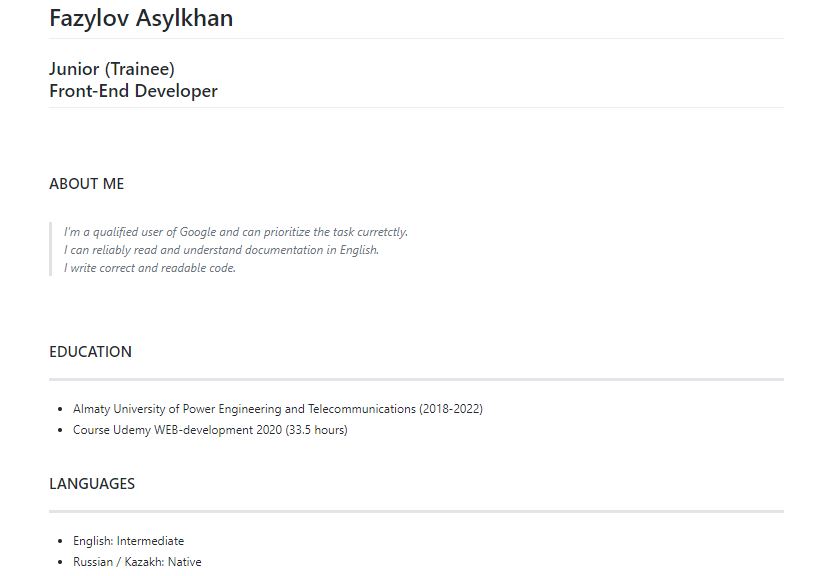 Fazylov Asylkhan
Junior (Trainee)
Front-End Developer
ABOUT ME
I'm a qualified user of Google and can prioritize the task curretctly.
I can reliably read and understand documentation in English.
I write correct and readable code.
EDUCATION
Almaty University of Power Engineering and Telecommunications (2018-2022)
Course Udemy WEB-development 2020 (33.5 hours)
LANGUAGES
English: Intermediate
Russian / Kazakh: Native